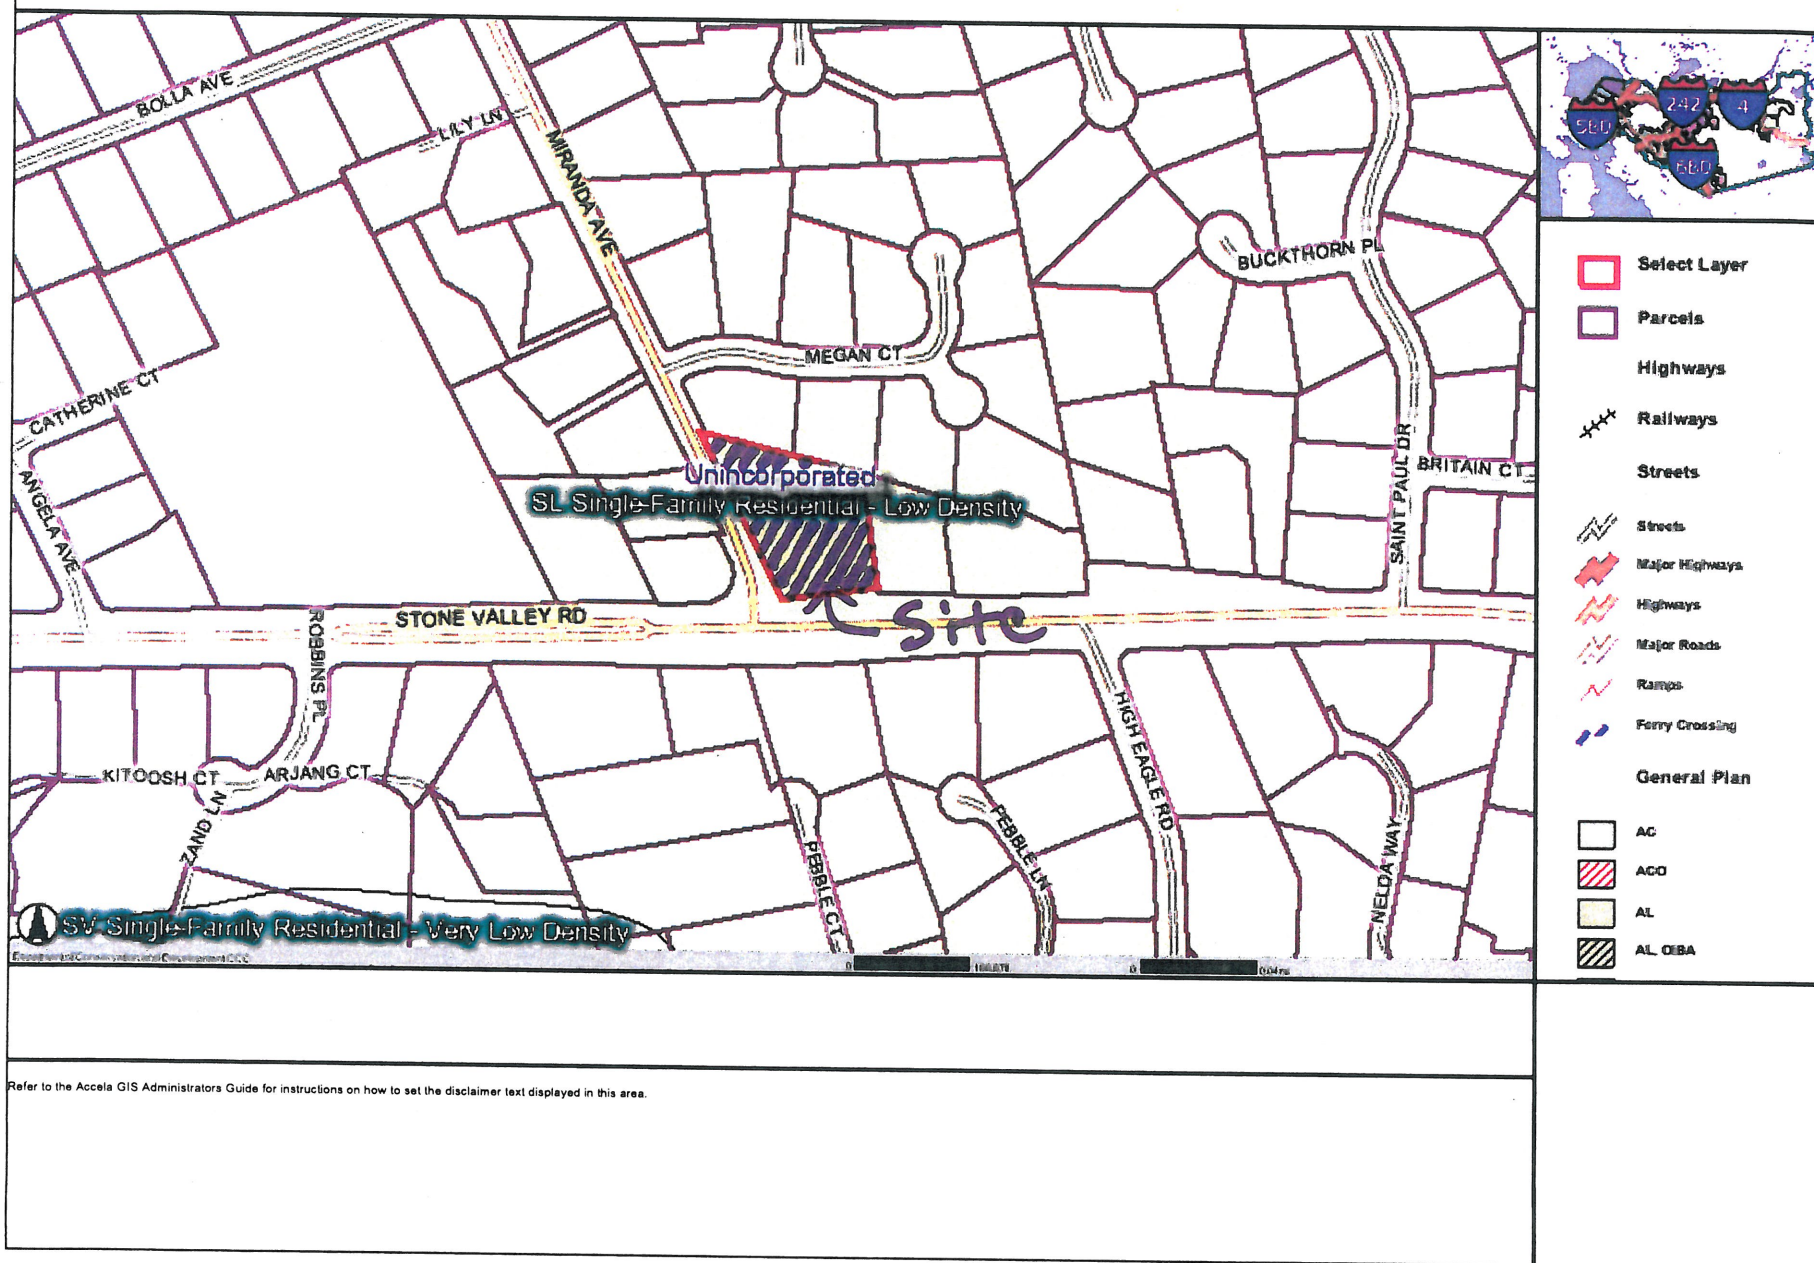 BOLLA AVE
LILY LN
MIRANDA AVE
BUCKTHORN PL
MEGAN CT
CATHERINE CT
ANGELA AVE
Unincorporated
SL Single-Family Residential - Low Density
SAINT PAUL DR
BRITAIN CT
STONE VALLEY RD
Site
ROBBINS PL
HIGH EAGLE RD
KITOOSH CT
ARJANG CT
ZAND LN
PEBBLE CT
PEBBLE LN
NELDA WAY
SV Single-Family Residential - Very Low Density
0
0
242
4
580
680
Select Layer
Parcels
Highways
Railways
Streets
Streets
Major Highways
Highways
Major Roads
Ramps
Ferry Crossing
General Plan
AC
ACO
AL
AL, OIBA
Refer to the Accela GIS Administrators Guide for instructions on how to set the disclaimer text displayed in this area.